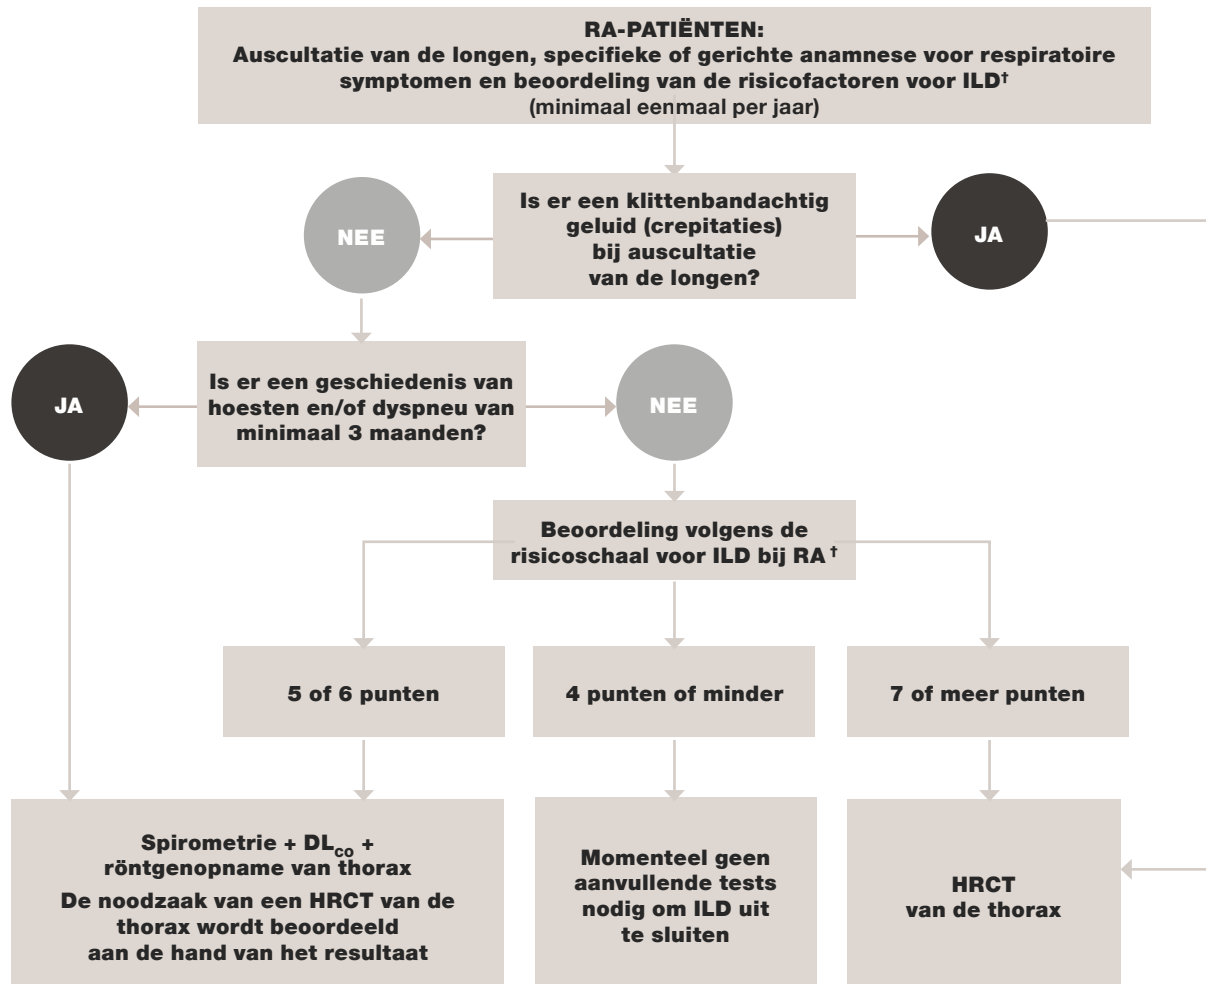 RA-PATIËNTEN:
Auscultatie van de longen, specifieke of gerichte anamnese voor respiratoire
symptomen en beoordeling van de risicofactoren voor ILD†
(minimaal eenmaal per jaar)
Is er een klittenbandachtig
geluid (crepitaties)
bij auscultatie
van de longen?
NEE
JA
Is er een geschiedenis van
hoesten en/of dyspneu van
minimaal 3 maanden?
JA
NEE
Beoordeling volgens de
risicoschaal voor ILD bij RA †
5 of 6 punten
4 punten of minder
7 of meer punten
Spirometrie + DLco +
röntgenopname van thorax
De noodzaak van een HRCT van de
thorax wordt beoordeeld
aan de hand van het resultaat
Momenteel geen
aanvullende tests
nodig om ILD uit
te sluiten
HRCT
van de thorax